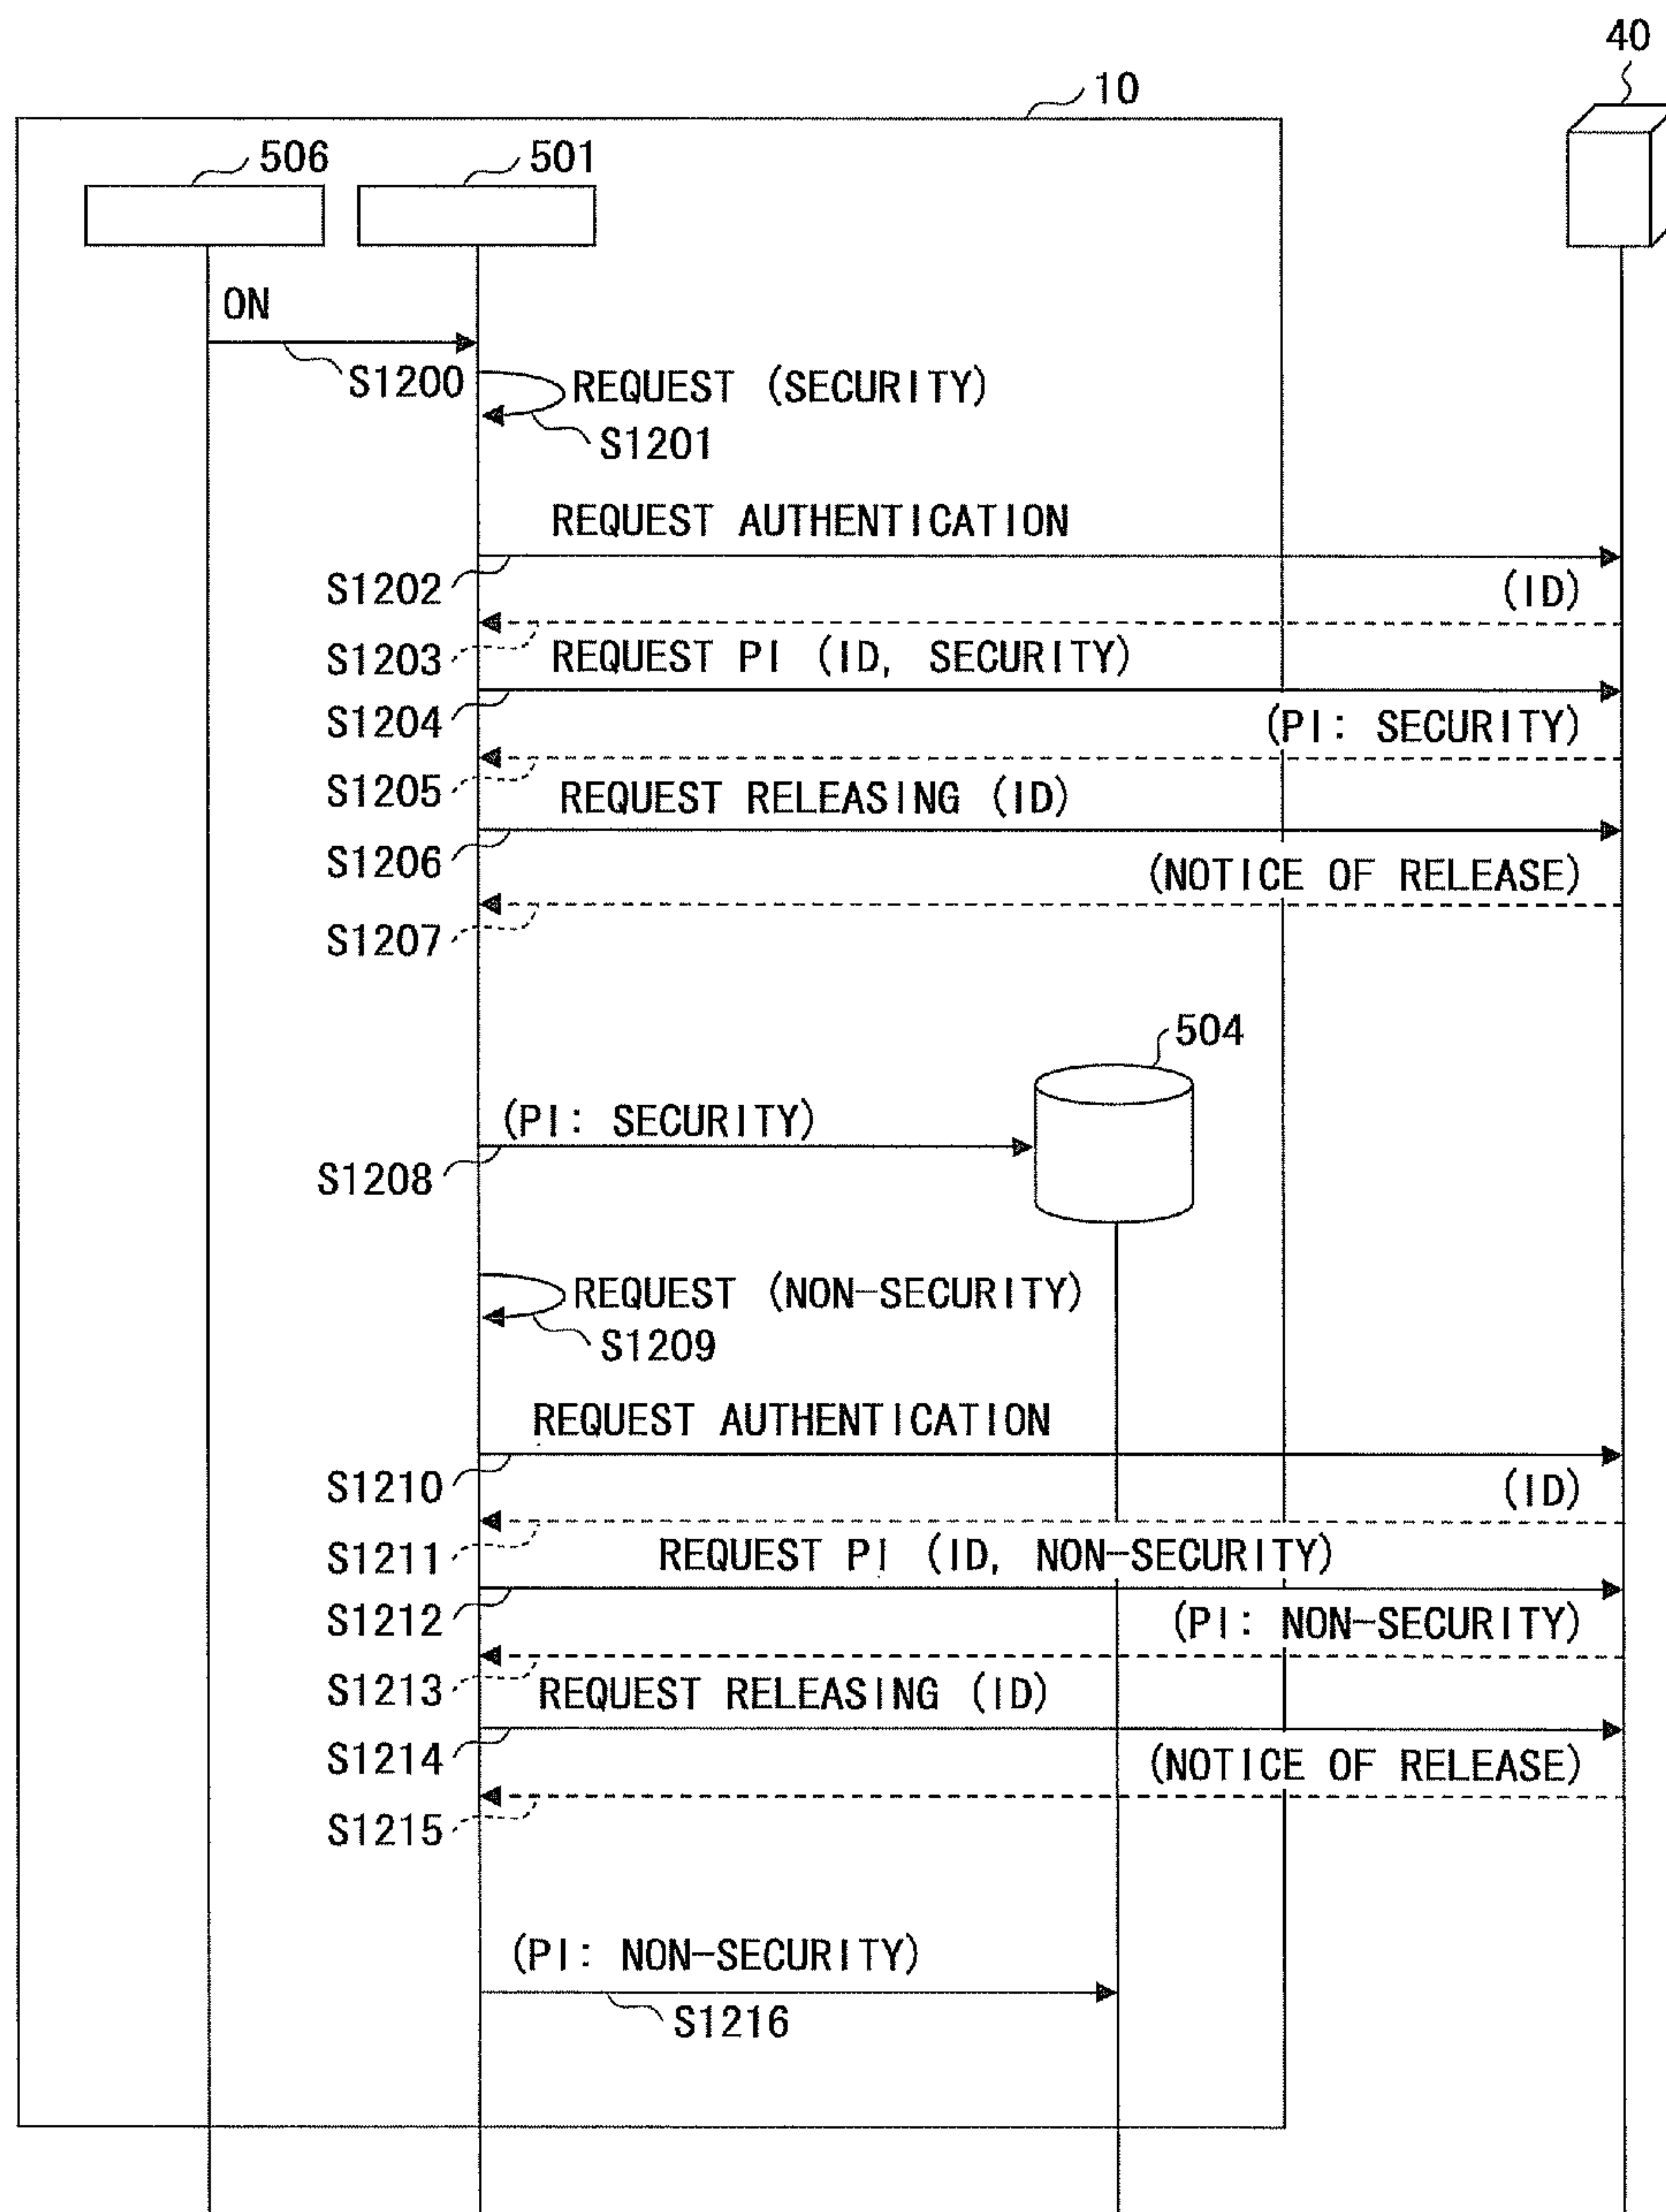 40
10
506
501
ON
S1200
REQUEST (SECURITY)
S1201
REQUEST AUTHENTICATION
S1202
(ID)
S1203
REQUEST PI (ID, SECURITY)
S1204
(PI: SECURITY)
S1205
REQUEST RELEASING (ID)
S1206
(NOTICE OF RELEASE)
S1207
504
(PI: SECURITY)
S1208
REQUEST (NON-SECURITY)
S1209
REQUEST AUTHENTICATION
S1210
(ID)
S1211
REQUEST PI (ID, NON-SECURITY)
S1212
(PI: NON-SECURITY)
S1213
REQUEST RELEASING (ID)
S1214
(NOTICE OF RELEASE)
S1215
(PI: NON-SECURITY)
S1216